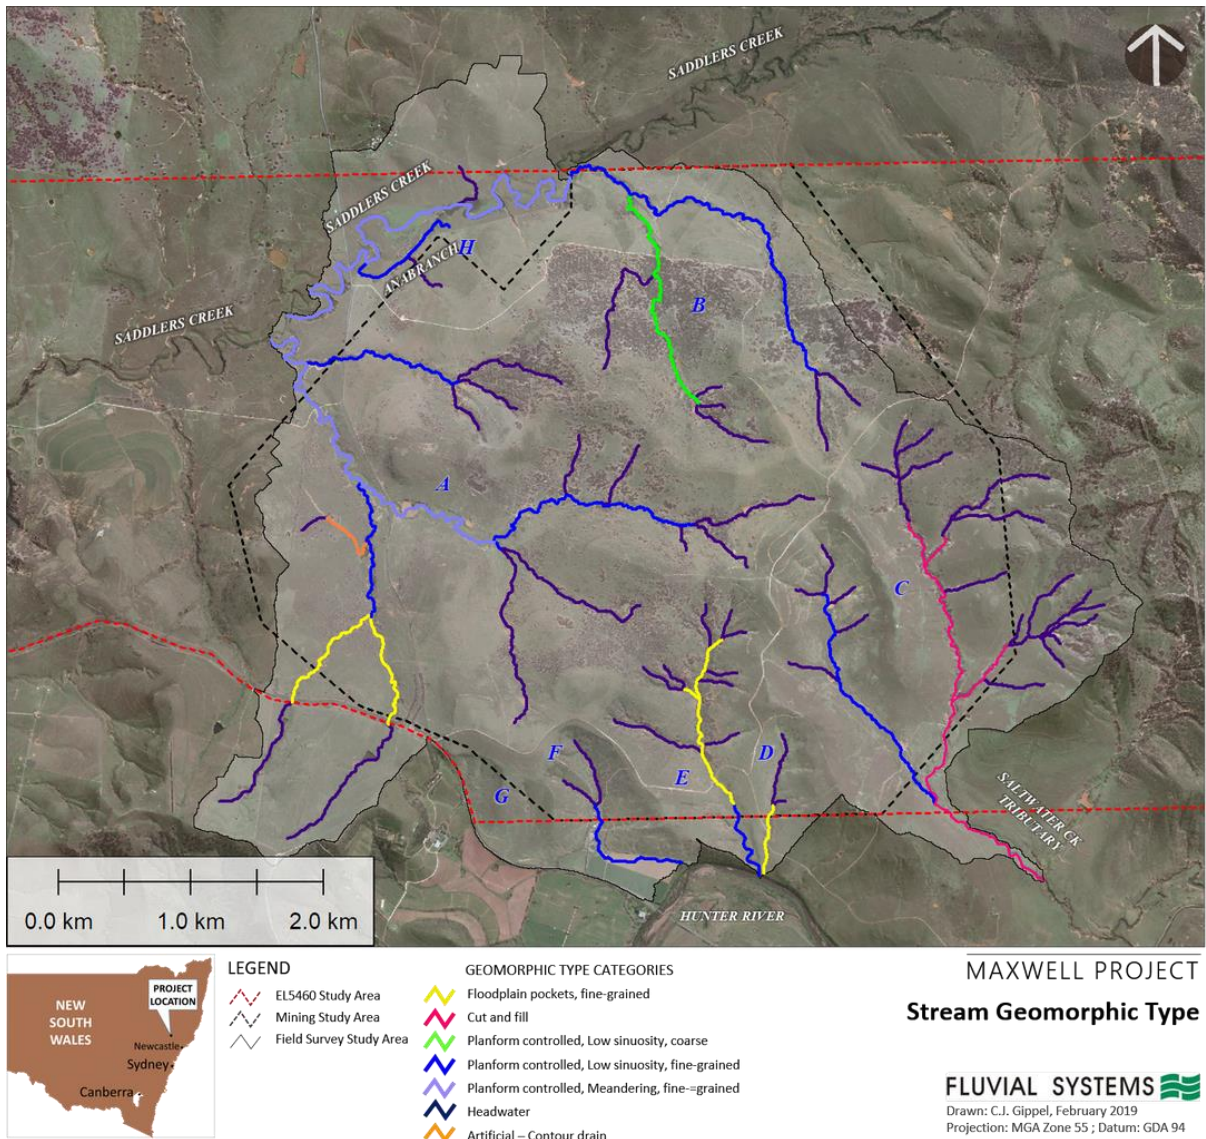 SADDLERS CREEK
SADDLERS CREEK
H
ANABRANCH
B
SADDLERS CREEK
A
C
F
E
D
G
SALTWATER CK
TRIBUTARY
HUNTER RIVER
0.0 km 1.0 km 2.0 km
NEW
SOUTH
WALES
PROJECT
LOCATION
Newcastle
Sydney
Canberra
LEGEND
EL5460 Study Area
Mining Study Area
Field Survey Study Area
GEOMORPHIC TYPE CATEGORIES
Floodplain pockets, fine-grained
Cut and fill
Planform controlled, Low sinuosity, coarse
Planform controlled, Low sinuosity, fine-grained
Planform controlled, Meandering, fine-=grained
Headwater
Artificial – Contour drain
MAXWELL PROJECT
Stream Geomorphic Type
FLUVIAL SYSTEMS
Drawn: C.J. Gippel, February 2019
Projection: MGA Zone 55 ; Datum: GDA 94